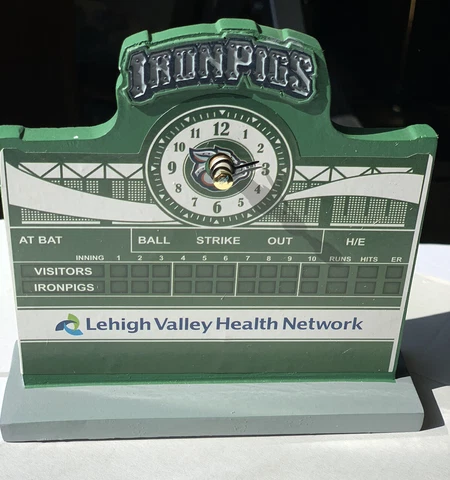 IRONPIGS
12
11 1
10 2
9 3
8 4
7 5
6
AT BAT BALL STRIKE OUT H/E
INNING 1 2 3 4 5 6 7 8 9 10 RUNS HITS ER
VISITORS
IRONPIGS
Lehigh Valley Health Network